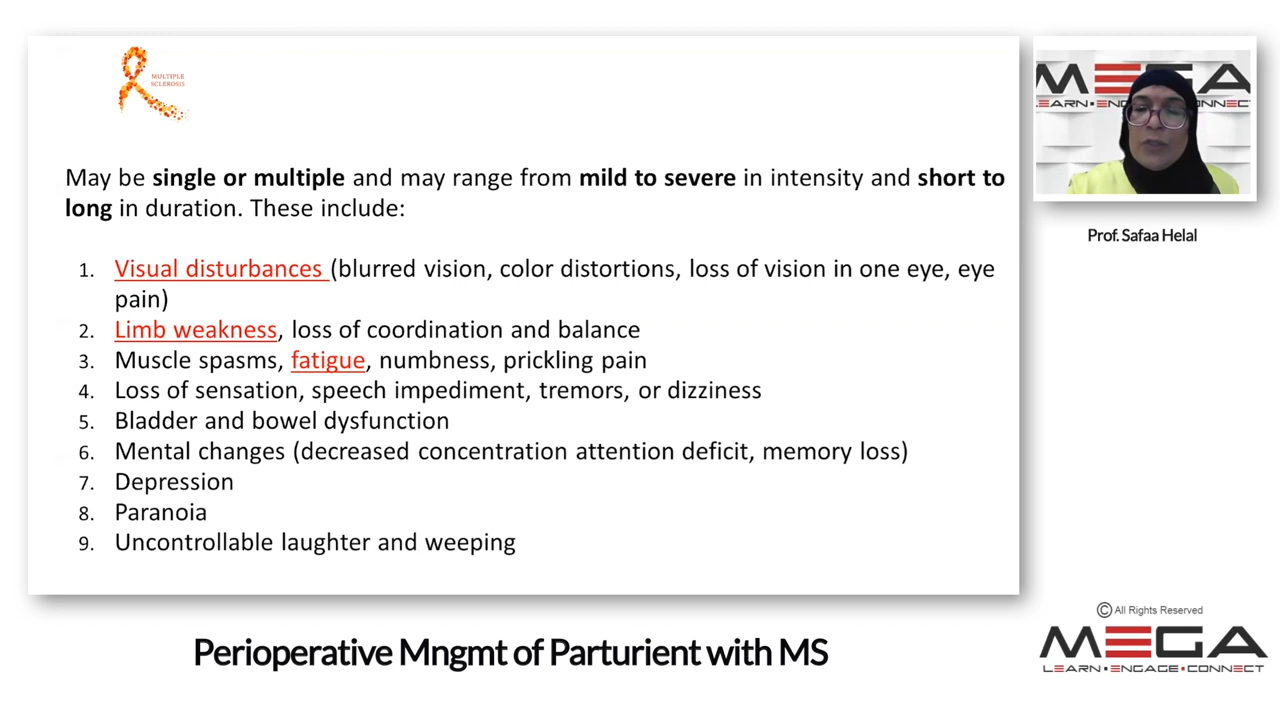 MULTIPLE
SCLEROSIS
May be single or multiple and may range from mild to severe in intensity and short to
long in duration. These include:
1. Visual disturbances (blurred vision, color distortions, loss of vision in one eye, eye
pain)
2. Limb weakness, loss of coordination and balance
3. Muscle spasms, fatigue, numbness, prickling pain
4. Loss of sensation, speech impediment, tremors, or dizziness
5. Bladder and bowel dysfunction
6. Mental changes (decreased concentration attention deficit, memory loss)
7. Depression
8. Paranoia
9. Uncontrollable laughter and weeping
Prof. Safaa Helal
Perioperative Mngmt of Parturient with MS
© All Rights Reserved
MEGA
LEARN • ENGAGE • CONNECT